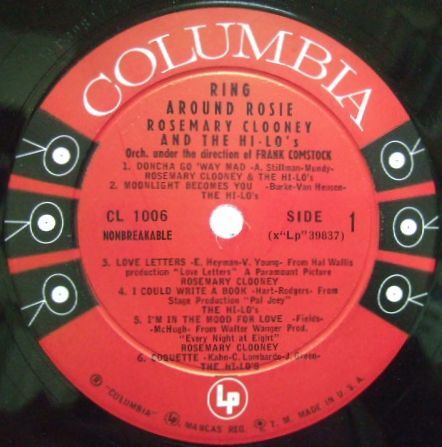 COLUMBIA
RING
AROUND ROSIE
ROSEMARY CLOONEY
AND THE HI-LO's
Orch. under the direction of FRANK COMSTOCK
1. DONCHA GO 'WAY MAD -A. Stillman-Mundy-
ROSEMARY CLOONEY & THE HI-LO's
2. MOONLIGHT BECOMES YOU -Burke-Van Heusen-
THE HI-LO's
CL 1006 SIDE 1
NONBREAKABLE (x"Lp" 39837)
3. LOVE LETTERS -E. Heyman-V. Young- From Hal Wallis
production "Love Letters" A Paramount Picture
ROSEMARY CLOONEY
4. I COULD WRITE A BOOK -Hart-Rodgers- From
Stage Production "Pal Joey"
THE HI-LO's
5. I'M IN THE MOOD FOR LOVE -Fields-
-McHugh- From Walter Wanger Prod.
"Every Night at Eight"
ROSEMARY CLOONEY
6. COQUETTE -Kahn-C. Lombardo-J. Green-
THE HI-LO'S
Lp
® "COLUMBIA" MARCAS REG. ® T. M. MADE IN U.S.A.